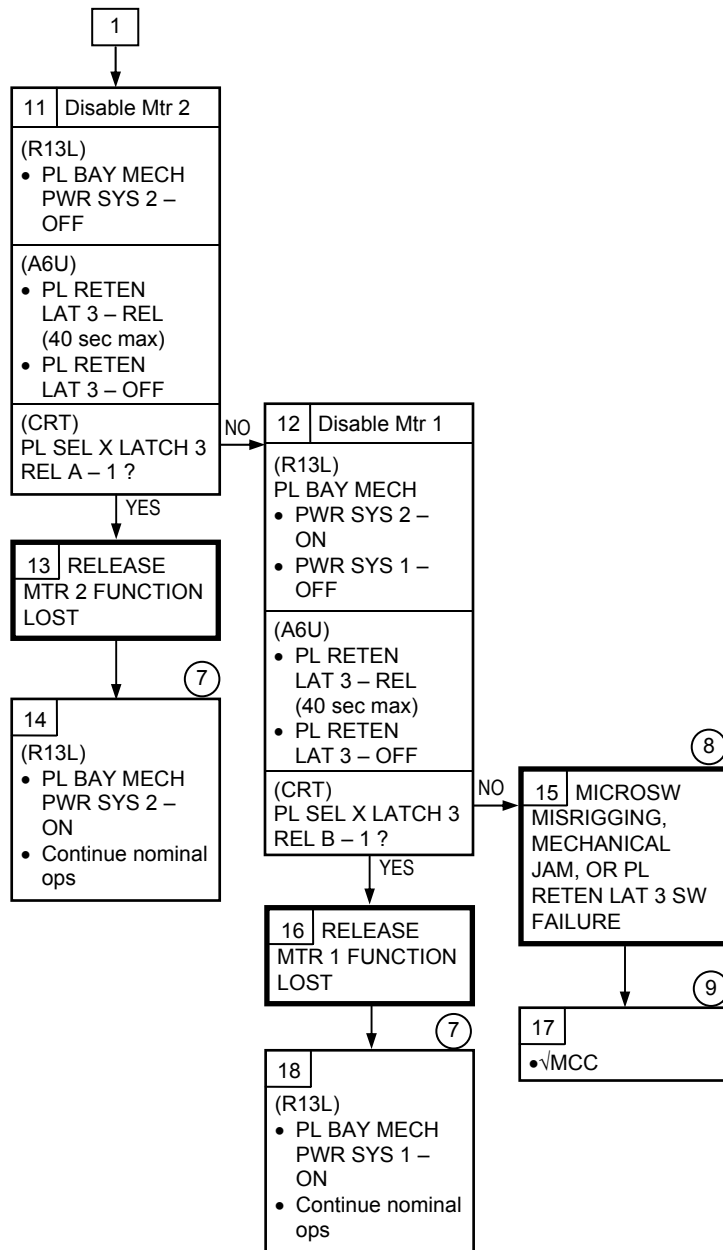 1
11 Disable Mtr 2
(R13L)
• PL BAY MECH
PWR SYS 2 –
OFF
(A6U)
• PL RETEN
LAT 3 – REL
(40 sec max)
• PL RETEN
LAT 3 – OFF
(CRT)
PL SEL X LATCH 3
REL A – 1 ?
NO
YES
12 Disable Mtr 1
(R13L)
PL BAY MECH
• PWR SYS 2 –
ON
• PWR SYS 1 –
OFF
(A6U)
• PL RETEN
LAT 3 – REL
(40 sec max)
• PL RETEN
LAT 3 – OFF
(CRT)
PL SEL X LATCH 3
REL B – 1 ?
NO
YES
13 RELEASE
MTR 2 FUNCTION
LOST
7
14
(R13L)
• PL BAY MECH
PWR SYS 2 –
ON
• Continue nominal
ops
8
15 MICROSW
MISRIGGING,
MECHANICAL
JAM, OR PL
RETEN LAT 3 SW
FAILURE
16 RELEASE
MTR 1 FUNCTION
LOST
9
17
•√MCC
7
18
(R13L)
• PL BAY MECH
PWR SYS 1 –
ON
• Continue nominal
ops